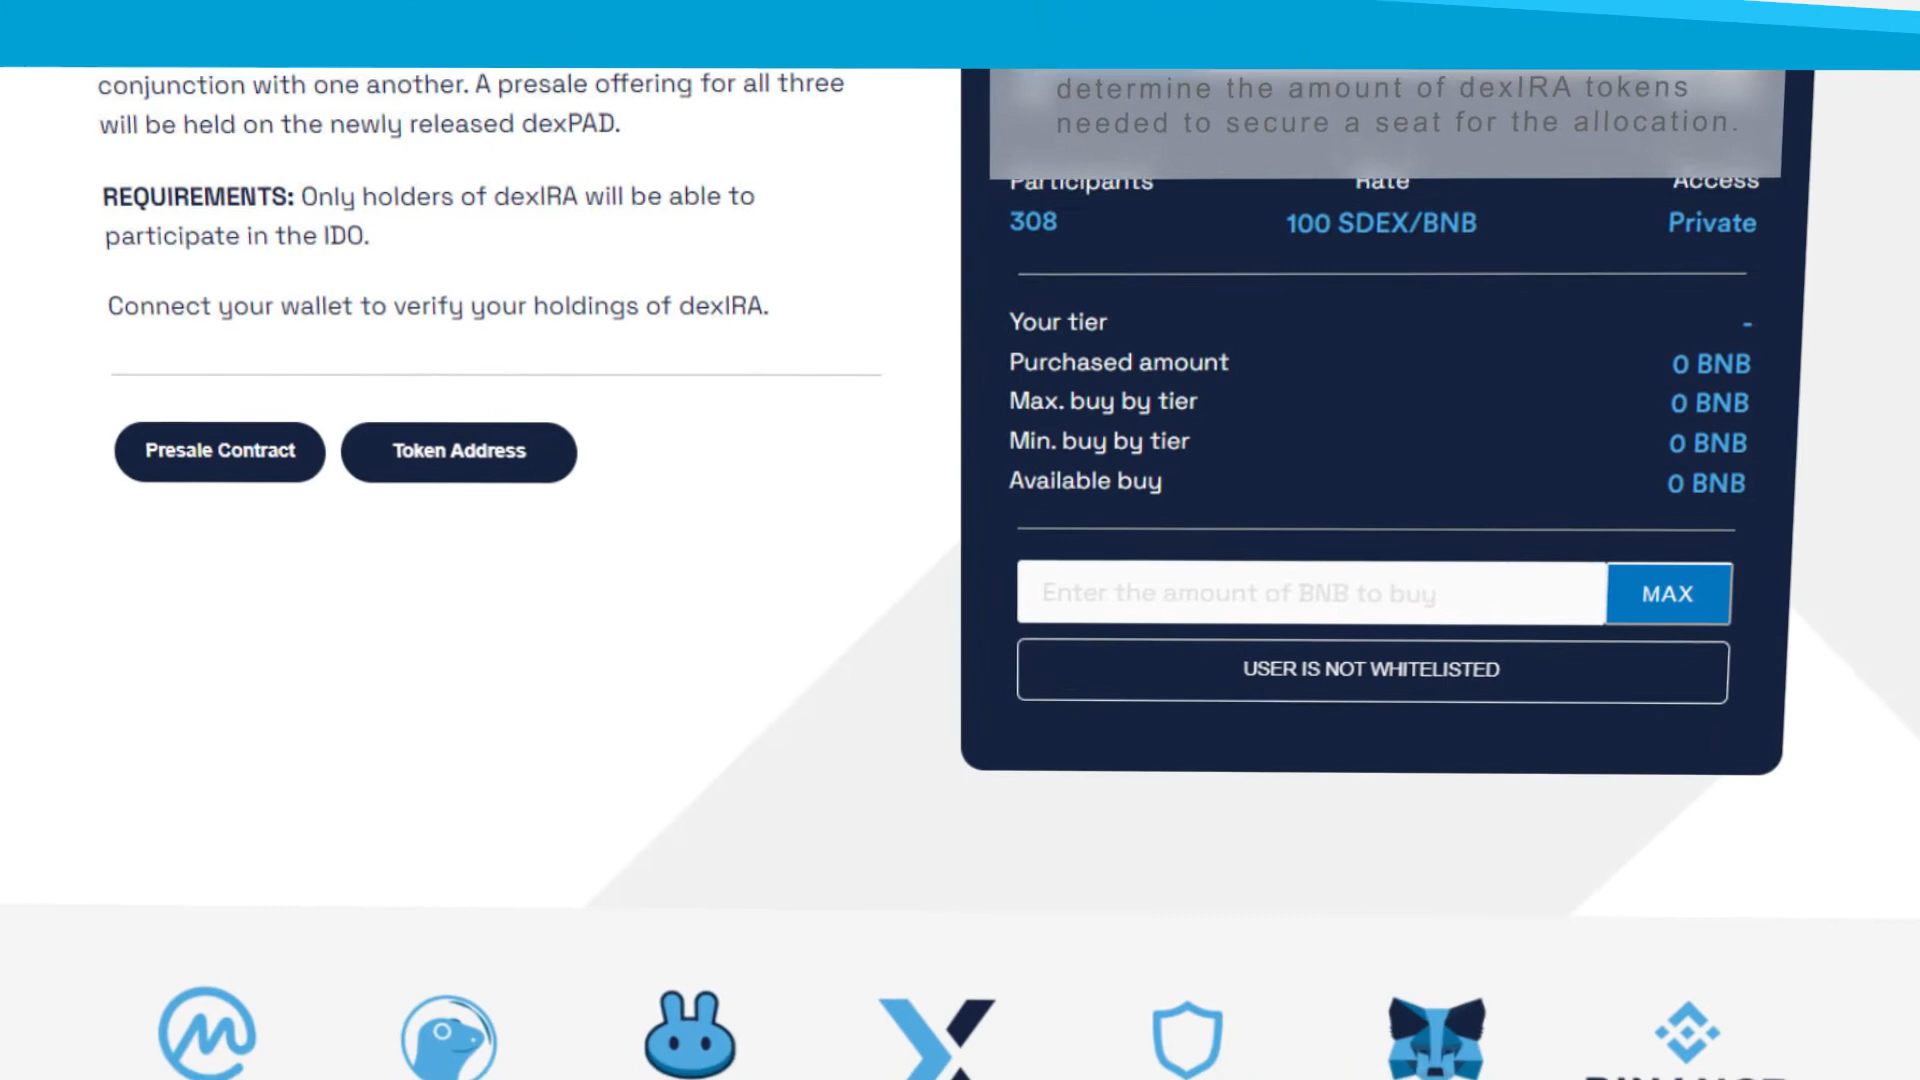 conjunction with one another. A presale offering for all three
will be held on the newly released dexPAD.
REQUIREMENTS: Only holders of dexIRA will be able to
participate in the IDO.
Connect your wallet to verify your holdings of dexIRA.
Presale Contract
Token Address
determine the amount of dexIRA tokens
needed to secure a seat for the allocation.
Participants Rate Access
308 100 SDEX/BNB Private
Your tier -
Purchased amount 0 BNB
Max. buy by tier 0 BNB
Min. buy by tier 0 BNB
Available buy 0 BNB
Enter the amount of BNB to buy MAX
USER IS NOT WHITELISTED